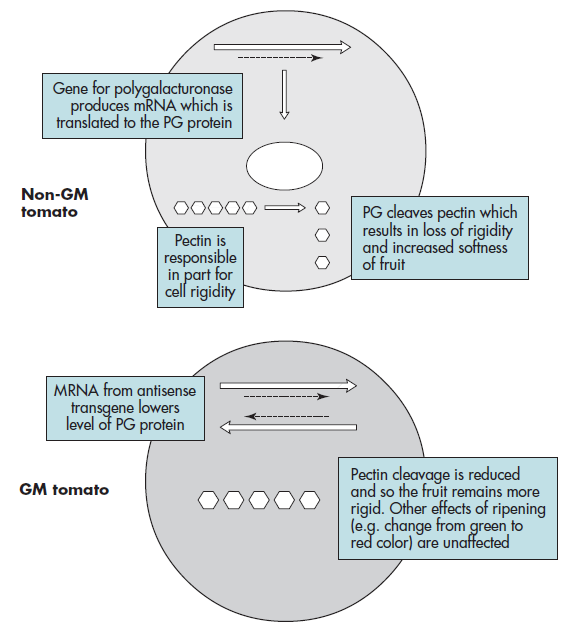 Gene for polygalacturonase
produces mRNA which is
translated to the PG protein
Non-GM
tomato
Pectin is
responsible
in part for
cell rigidity
PG cleaves pectin which
results in loss of rigidity
and increased softness
of fruit
MRNA from antisense
transgene lowers
level of PG protein
GM tomato
Pectin cleavage is reduced
and so the fruit remains more
rigid. Other effects of ripening
(e.g. change from green to
red color) are unaffected